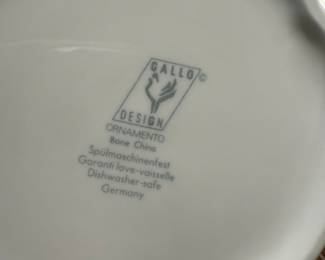 GALLO ©
DESIGN
ORNAMENTO
Bone China
Spülmaschinenfest
Garanti lave-vaisselle
Dishwasher-safe
Germany